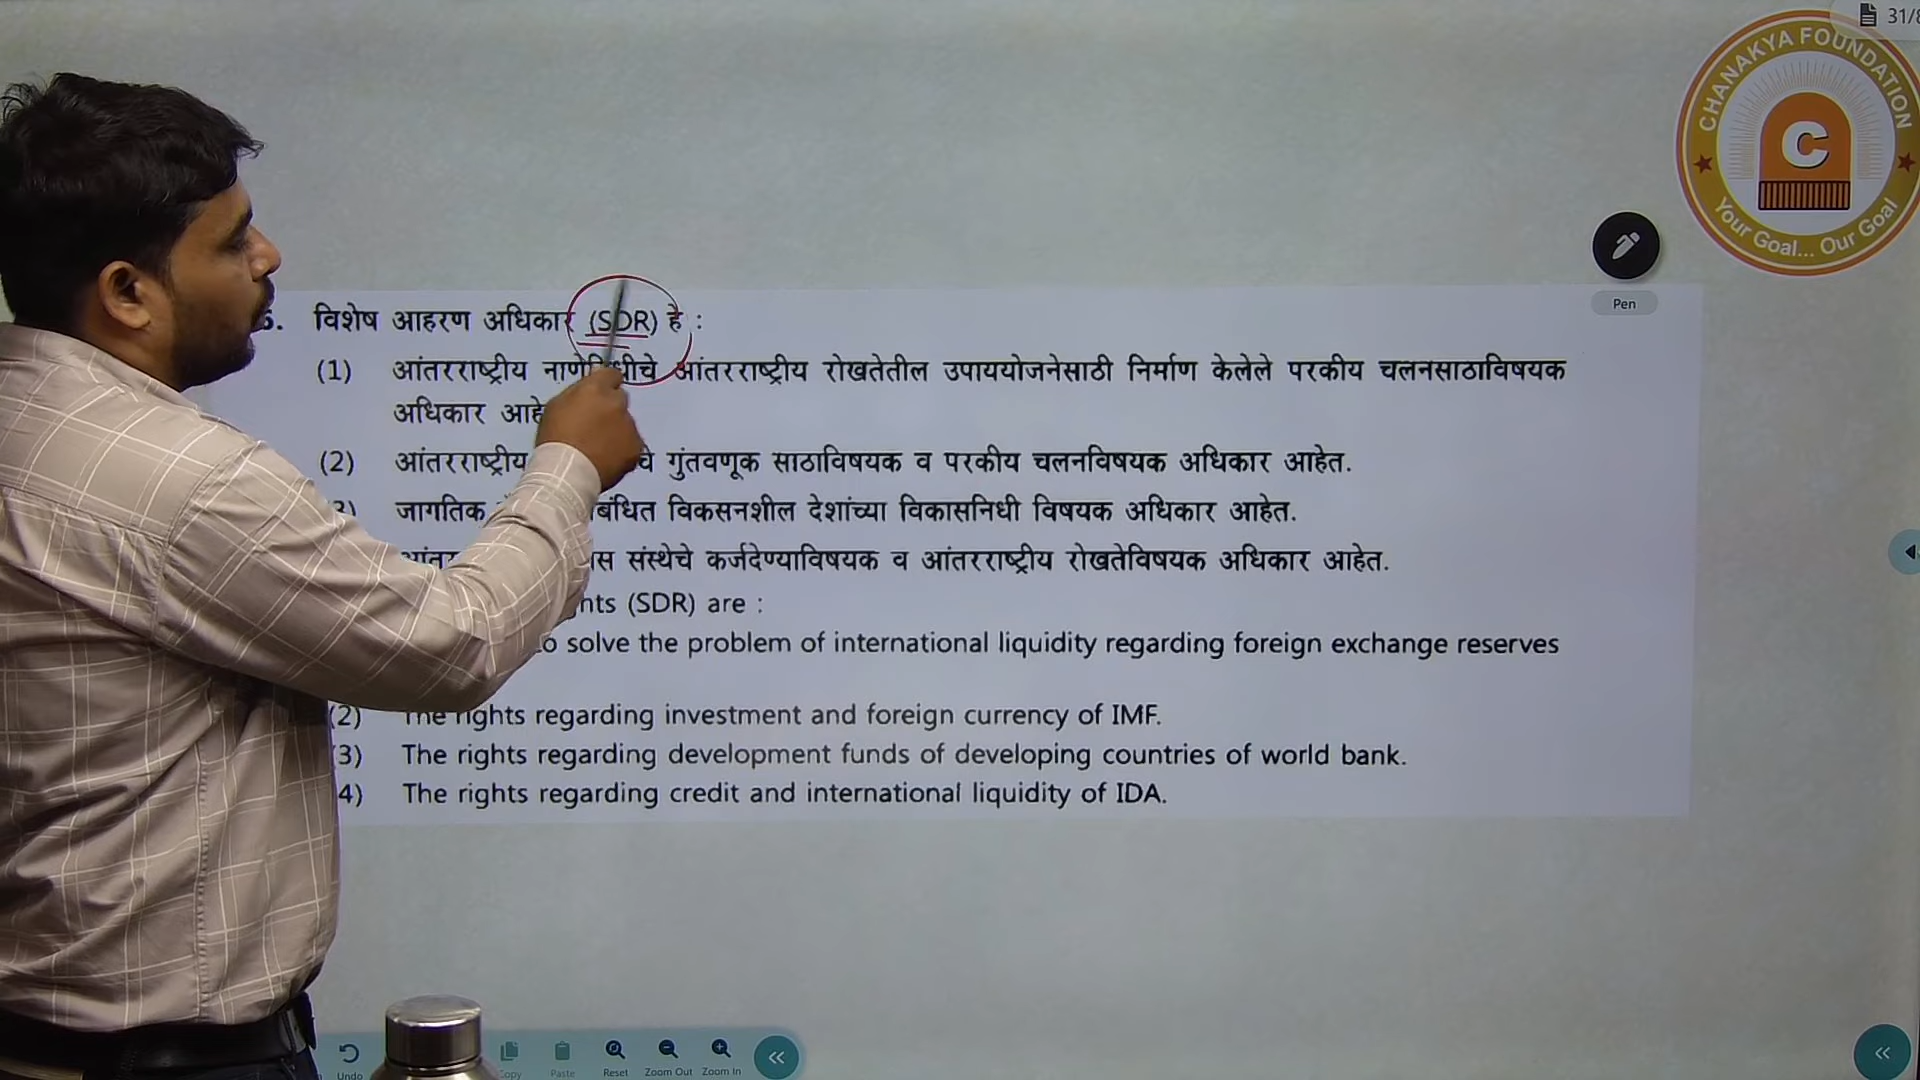 31/8
CHANAKYA FOUNDATION
C
Your Goal... Our Goal
Pen
6. विशेष आहरण अधिकार (SDR) हे :
(1) आंतरराष्ट्रीय नाणेनिधीचे आंतरराष्ट्रीय रोखतेतील उपाययोजनेसाठी निर्माण केलेले परकीय चलनसाठाविषयक
अधिकार आहे
(2) आंतरराष्ट्रीय गुंतवणूक साठाविषयक व परकीय चलनविषयक अधिकार आहेत.
जागतिक विकसनशील देशांच्या विकासनिधी विषयक अधिकार आहेत.
संस्थेचे कर्जदेण्याविषयक व आंतरराष्ट्रीय रोखतेविषयक अधिकार आहेत.
(SDR) are :
solve the problem of international liquidity regarding foreign exchange reserves
(2) The rights regarding investment and foreign currency of IMF.
3) The rights regarding development funds of developing countries of world bank.
4) The rights regarding credit and international liquidity of IDA.
Undo Copy Paste Reset Zoom Out Zoom In